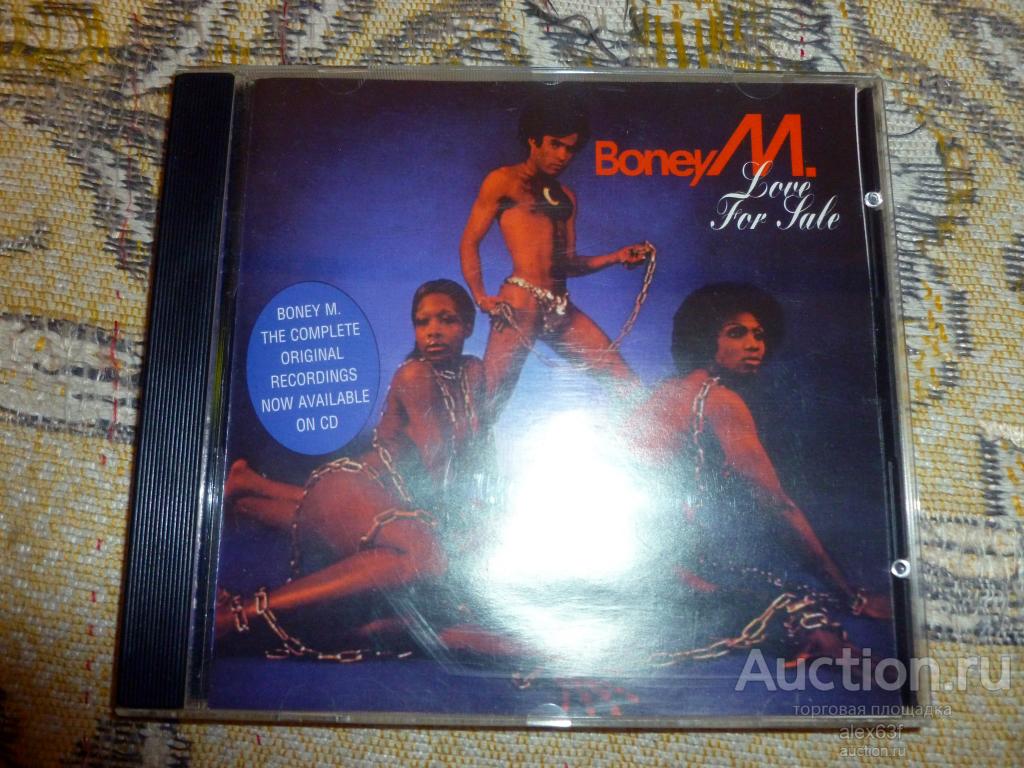 Boney M.
Love
For Sale
BONEY M.
THE COMPLETE
ORIGINAL
RECORDINGS
NOW AVAILABLE
ON CD
Auction.ru
торговая площадка
alex63f
auction.ru